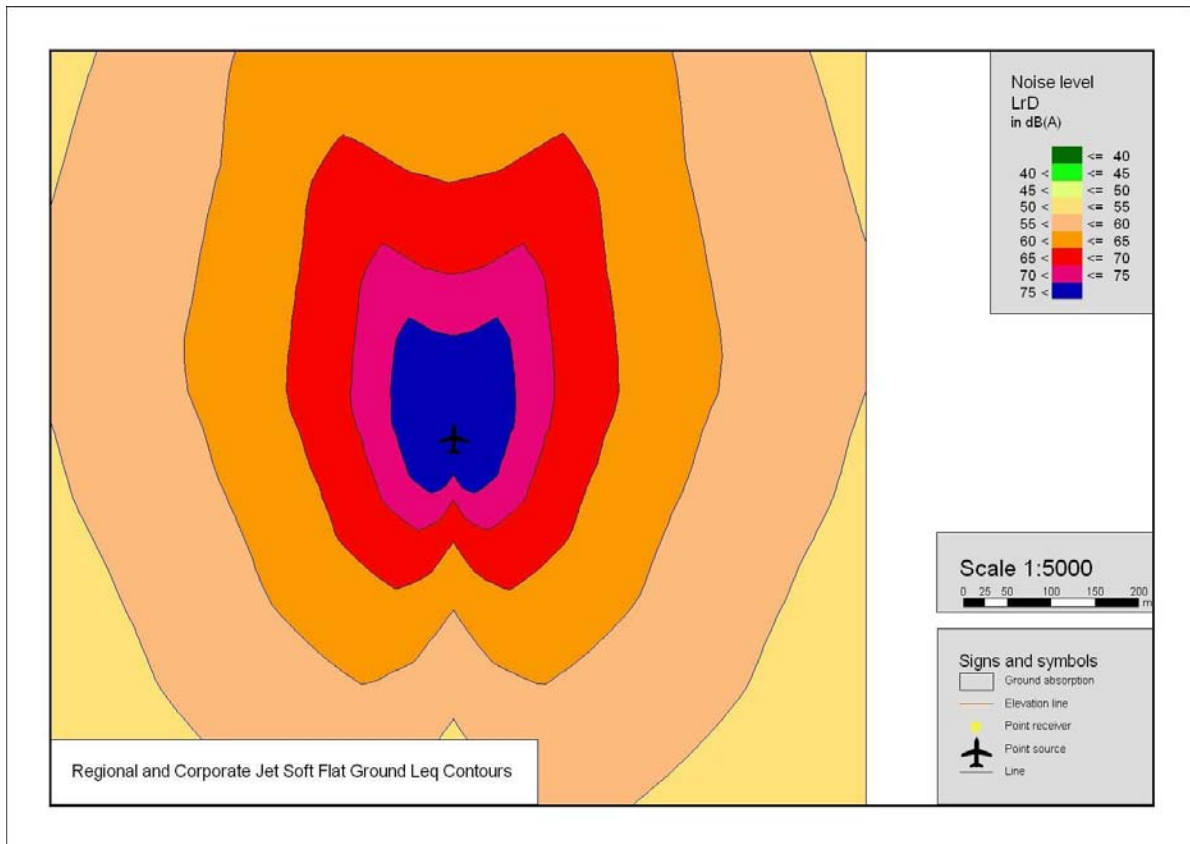 Noise level
LrD
in dB(A)
<= 40
40 < <= 45
45 < <= 50
50 < <= 55
55 < <= 60
60 < <= 65
65 < <= 70
70 < <= 75
75 <
Scale 1:5000
0 25 50 100 150 200
m
Signs and symbols
Ground absorption
Elevation line
Point receiver
Point source
Line
Regional and Corporate Jet Soft Flat Ground Leq Contours